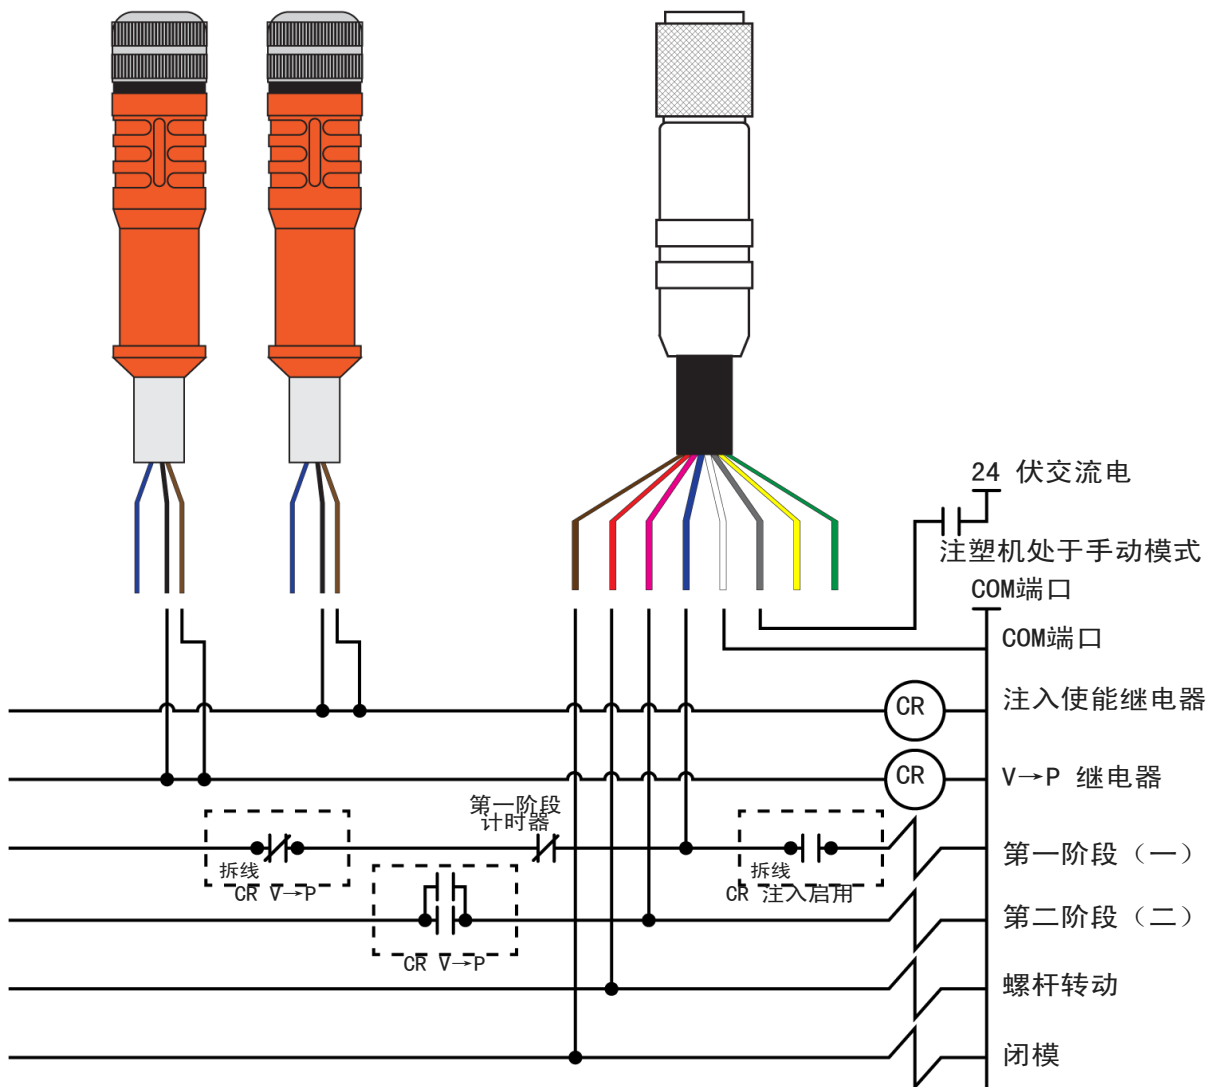 24 伏交流电
注塑机处于手动模式
COM端口
COM端口
注入使能继电器
CR
V→P 继电器
CR
第一阶段
计时器
拆线
CR V→P
拆线
CR 注入启用
第一阶段（一）
第二阶段（二）
CR V→P
螺杆转动
闭模